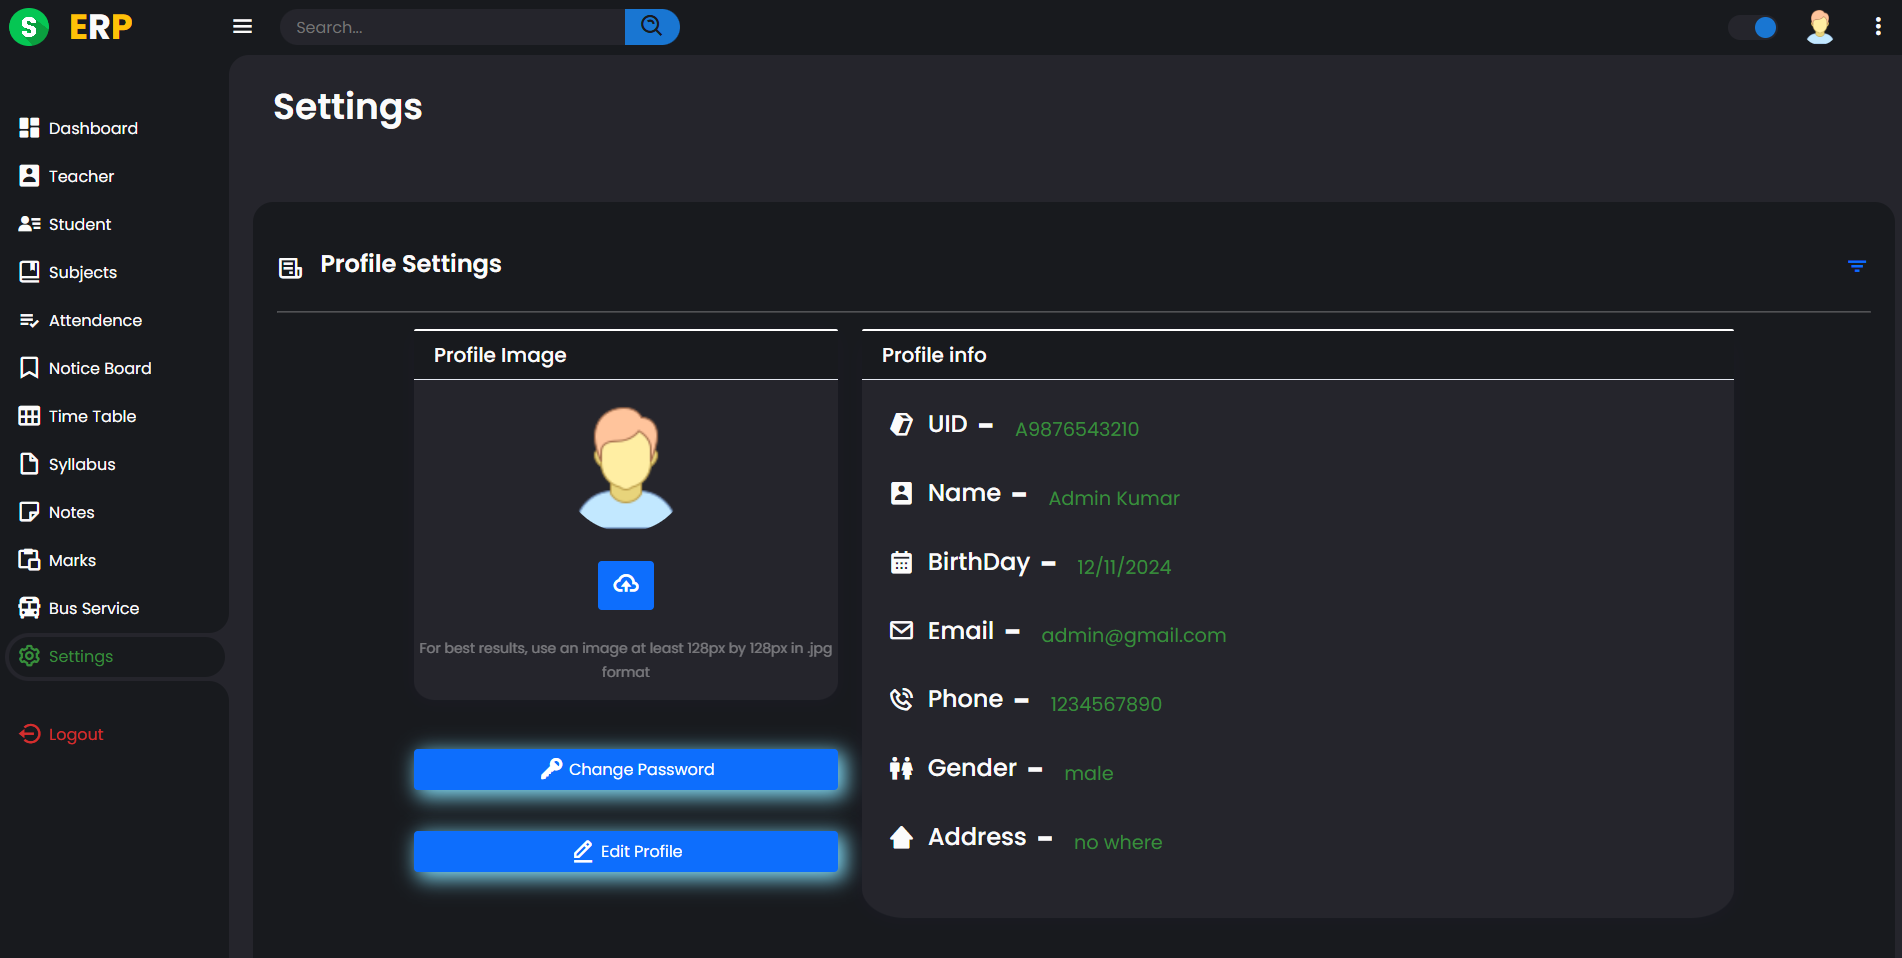 S ERP
Search...
Settings
Dashboard
Teacher
Student
Subjects
Attendence
Notice Board
Time Table
Syllabus
Notes
Marks
Bus Service
Settings
Logout
Profile Settings
Profile Image
For best results, use an image at least 128px by 128px in .jpg
format
Change Password
Edit Profile
Profile info
UID - A9876543210
Name - Admin Kumar
BirthDay - 12/11/2024
Email - admin@gmail.com
Phone - 1234567890
Gender - male
Address - no where